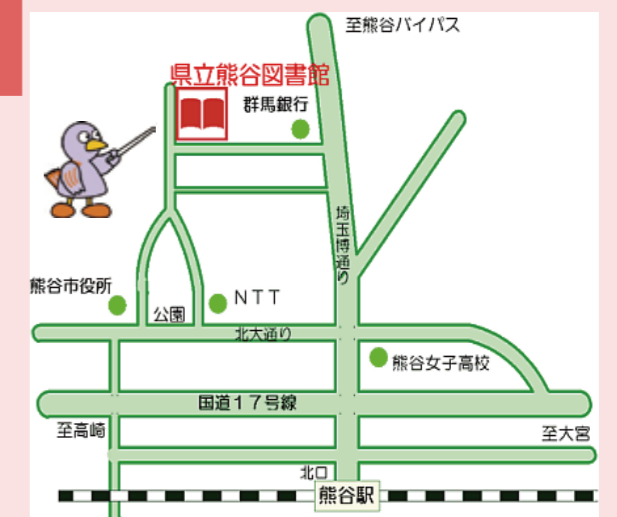 至熊谷バイパス
県立熊谷図書館
群馬銀行
埼玉博通り
熊谷市役所
NTT
公園
北大通り
熊谷女子高校
国道17号線
至高崎
至大宮
北口
熊谷駅